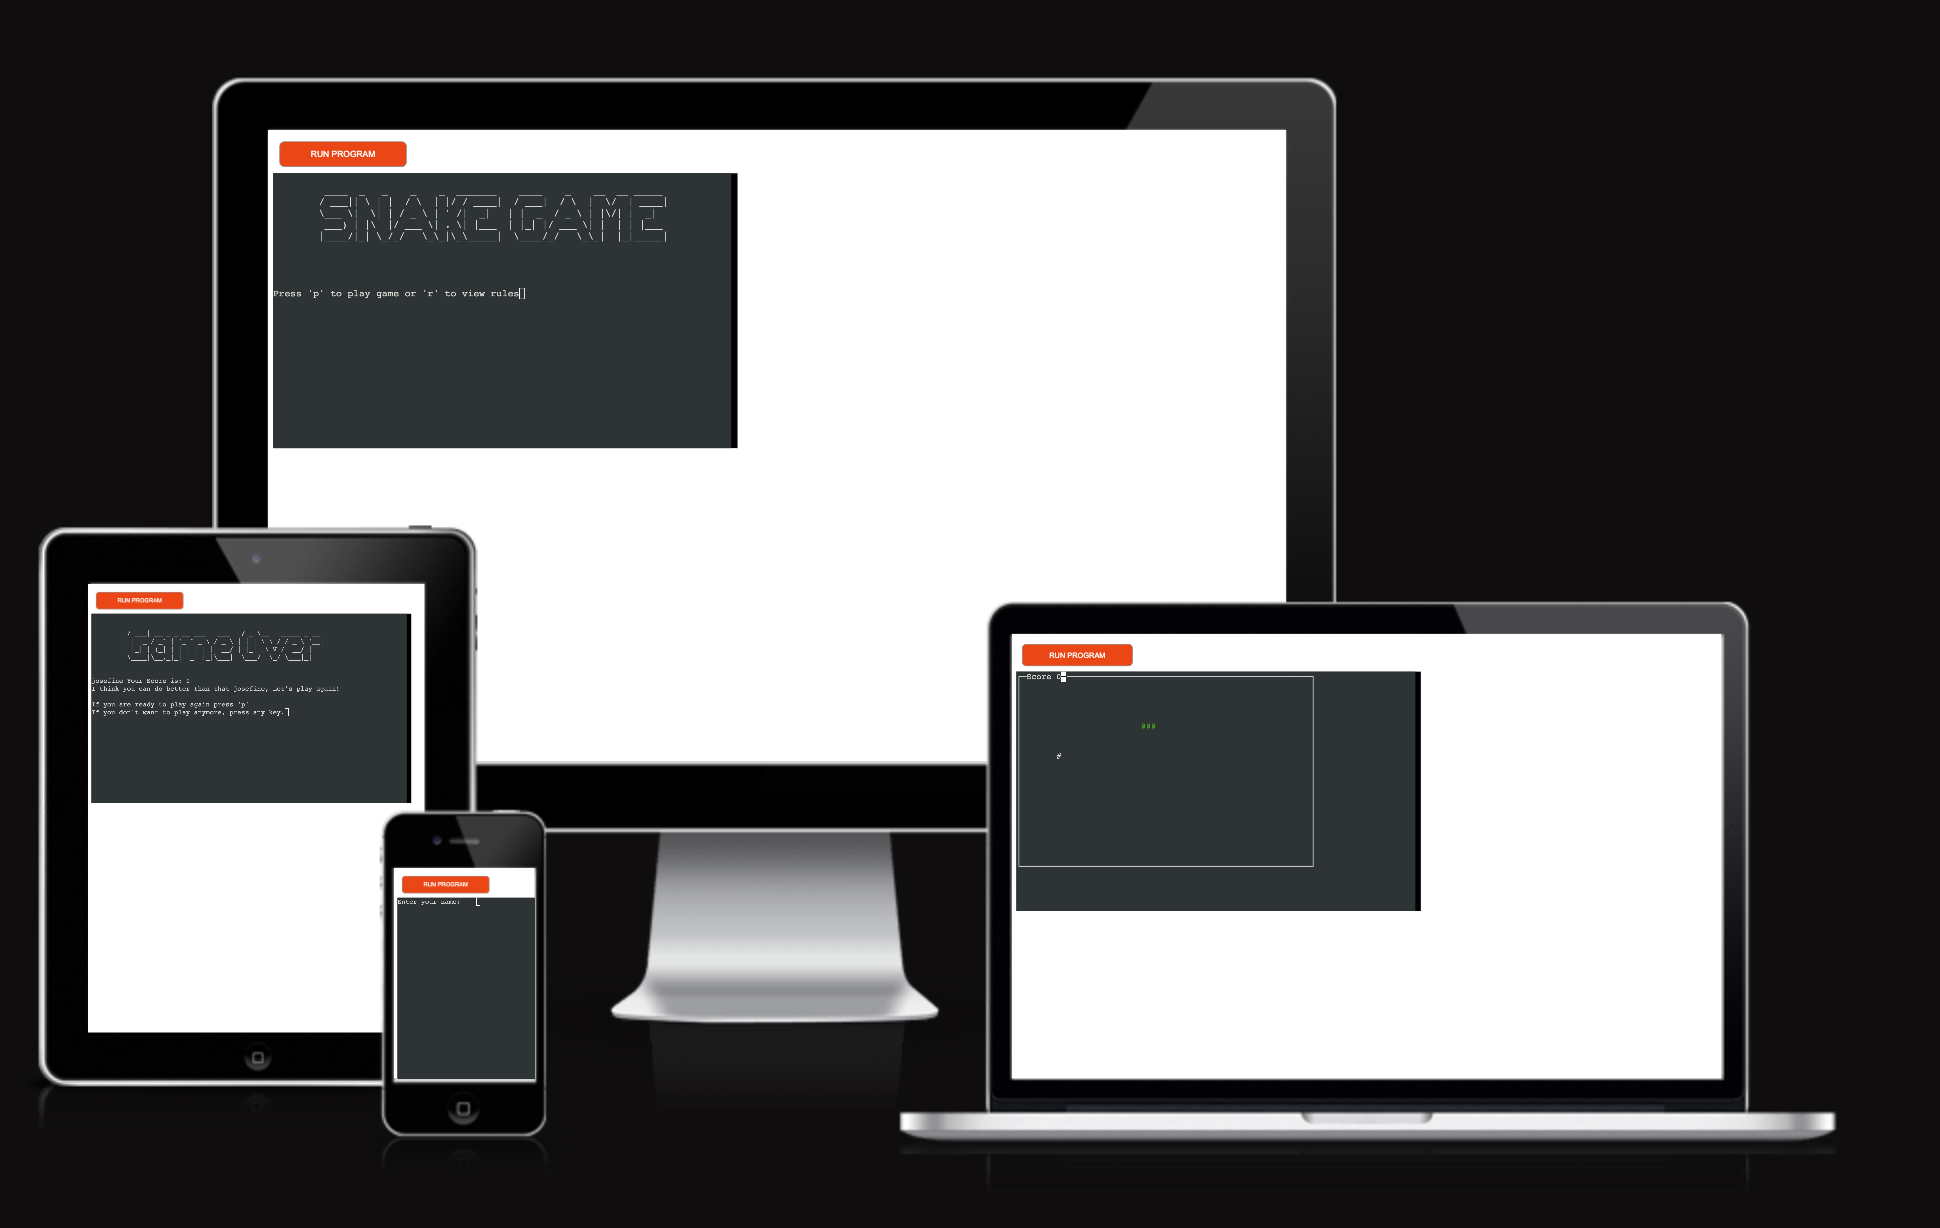 RUN PROGRAM
SNAKE GAME
Press 'p' to play game or 'r' to view rules
RUN PROGRAM
Game Over
josefine Your Score is: 0
I think you can do better than that josefine, Let's play again!
If you are ready to play again press 'p'
If you don't want to play anymore, press any key.
RUN PROGRAM
Enter your name:
RUN PROGRAM
Score 0
###
#